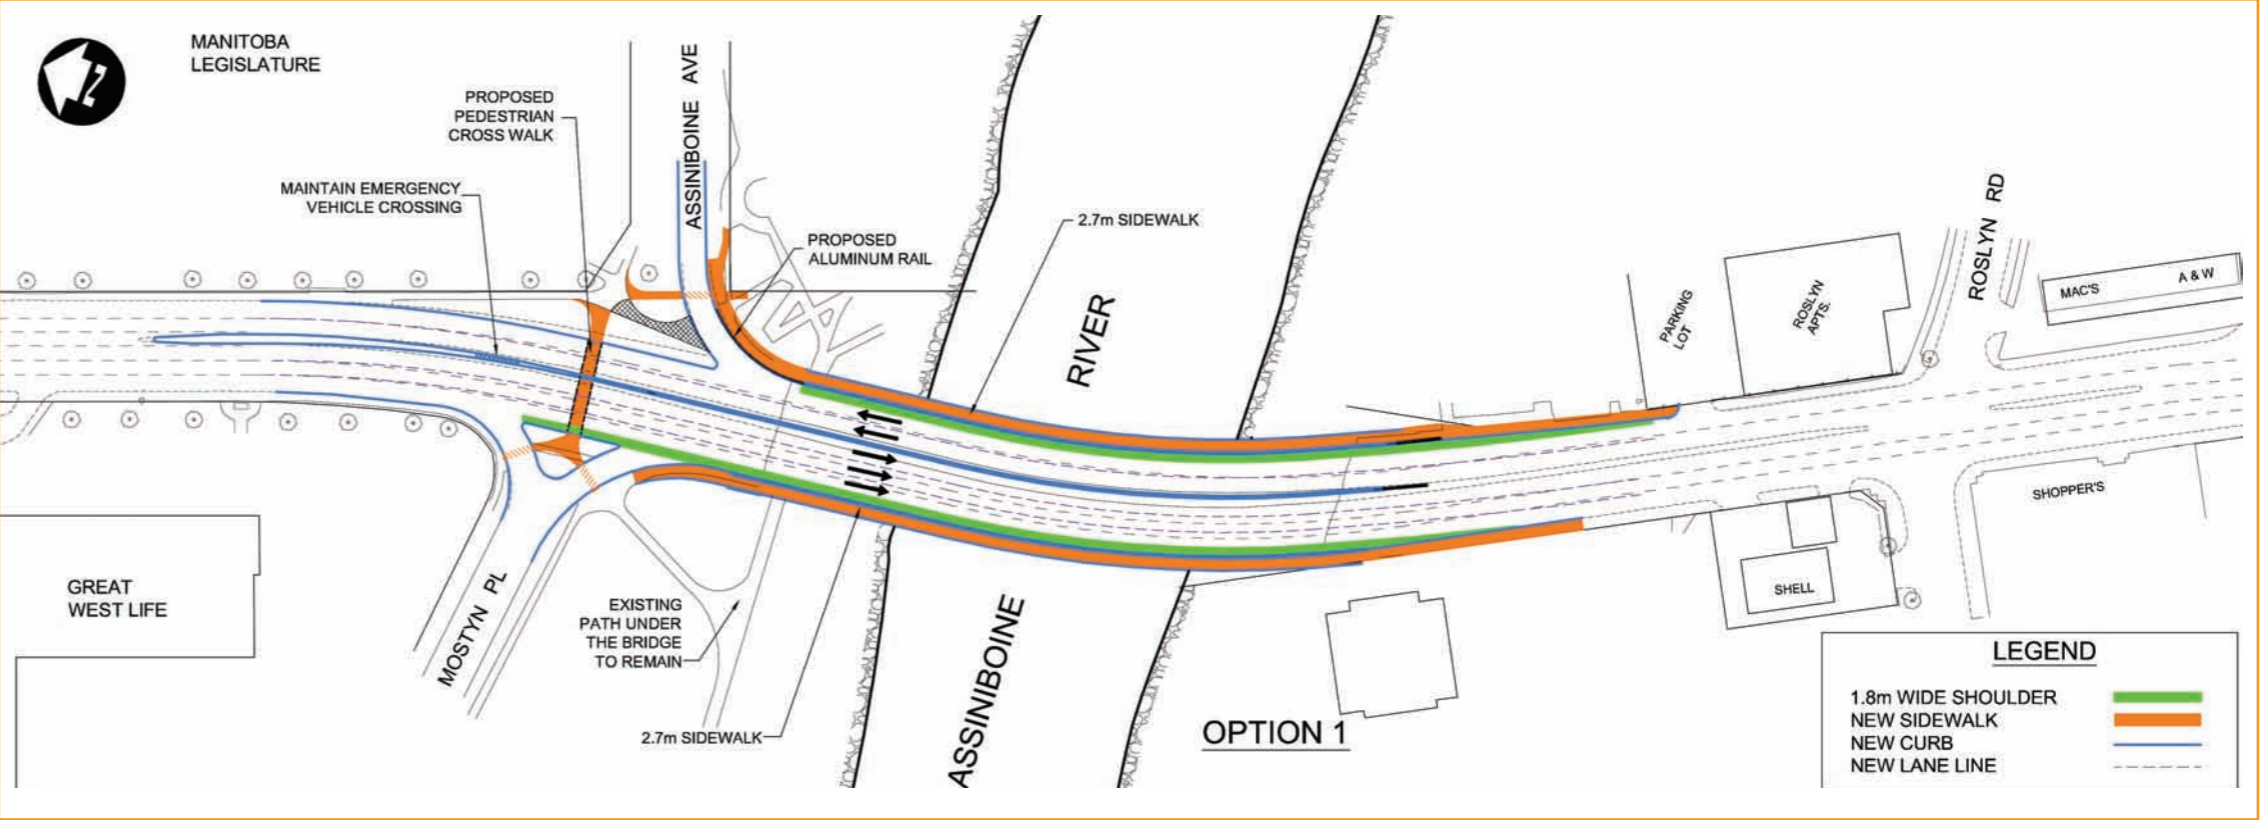 MANITOBA
LEGISLATURE
PROPOSED
PEDESTRIAN
CROSS WALK
ASSINIBOINE AVE
MAINTAIN EMERGENCY
VEHICLE CROSSING
PROPOSED
ALUMINUM RAIL
2.7m SIDEWALK
RIVER
PARKING
LOT
ROSLYN
APTS.
ROSLYN RD
MAC'S
A & W
SHOPPER'S
SHELL
GREAT
WEST LIFE
MOSTYN PL
EXISTING
PATH UNDER
THE BRIDGE
TO REMAIN
2.7m SIDEWALK
ASSINIBOINE
OPTION 1
LEGEND
1.8m WIDE SHOULDER
NEW SIDEWALK
NEW CURB
NEW LANE LINE